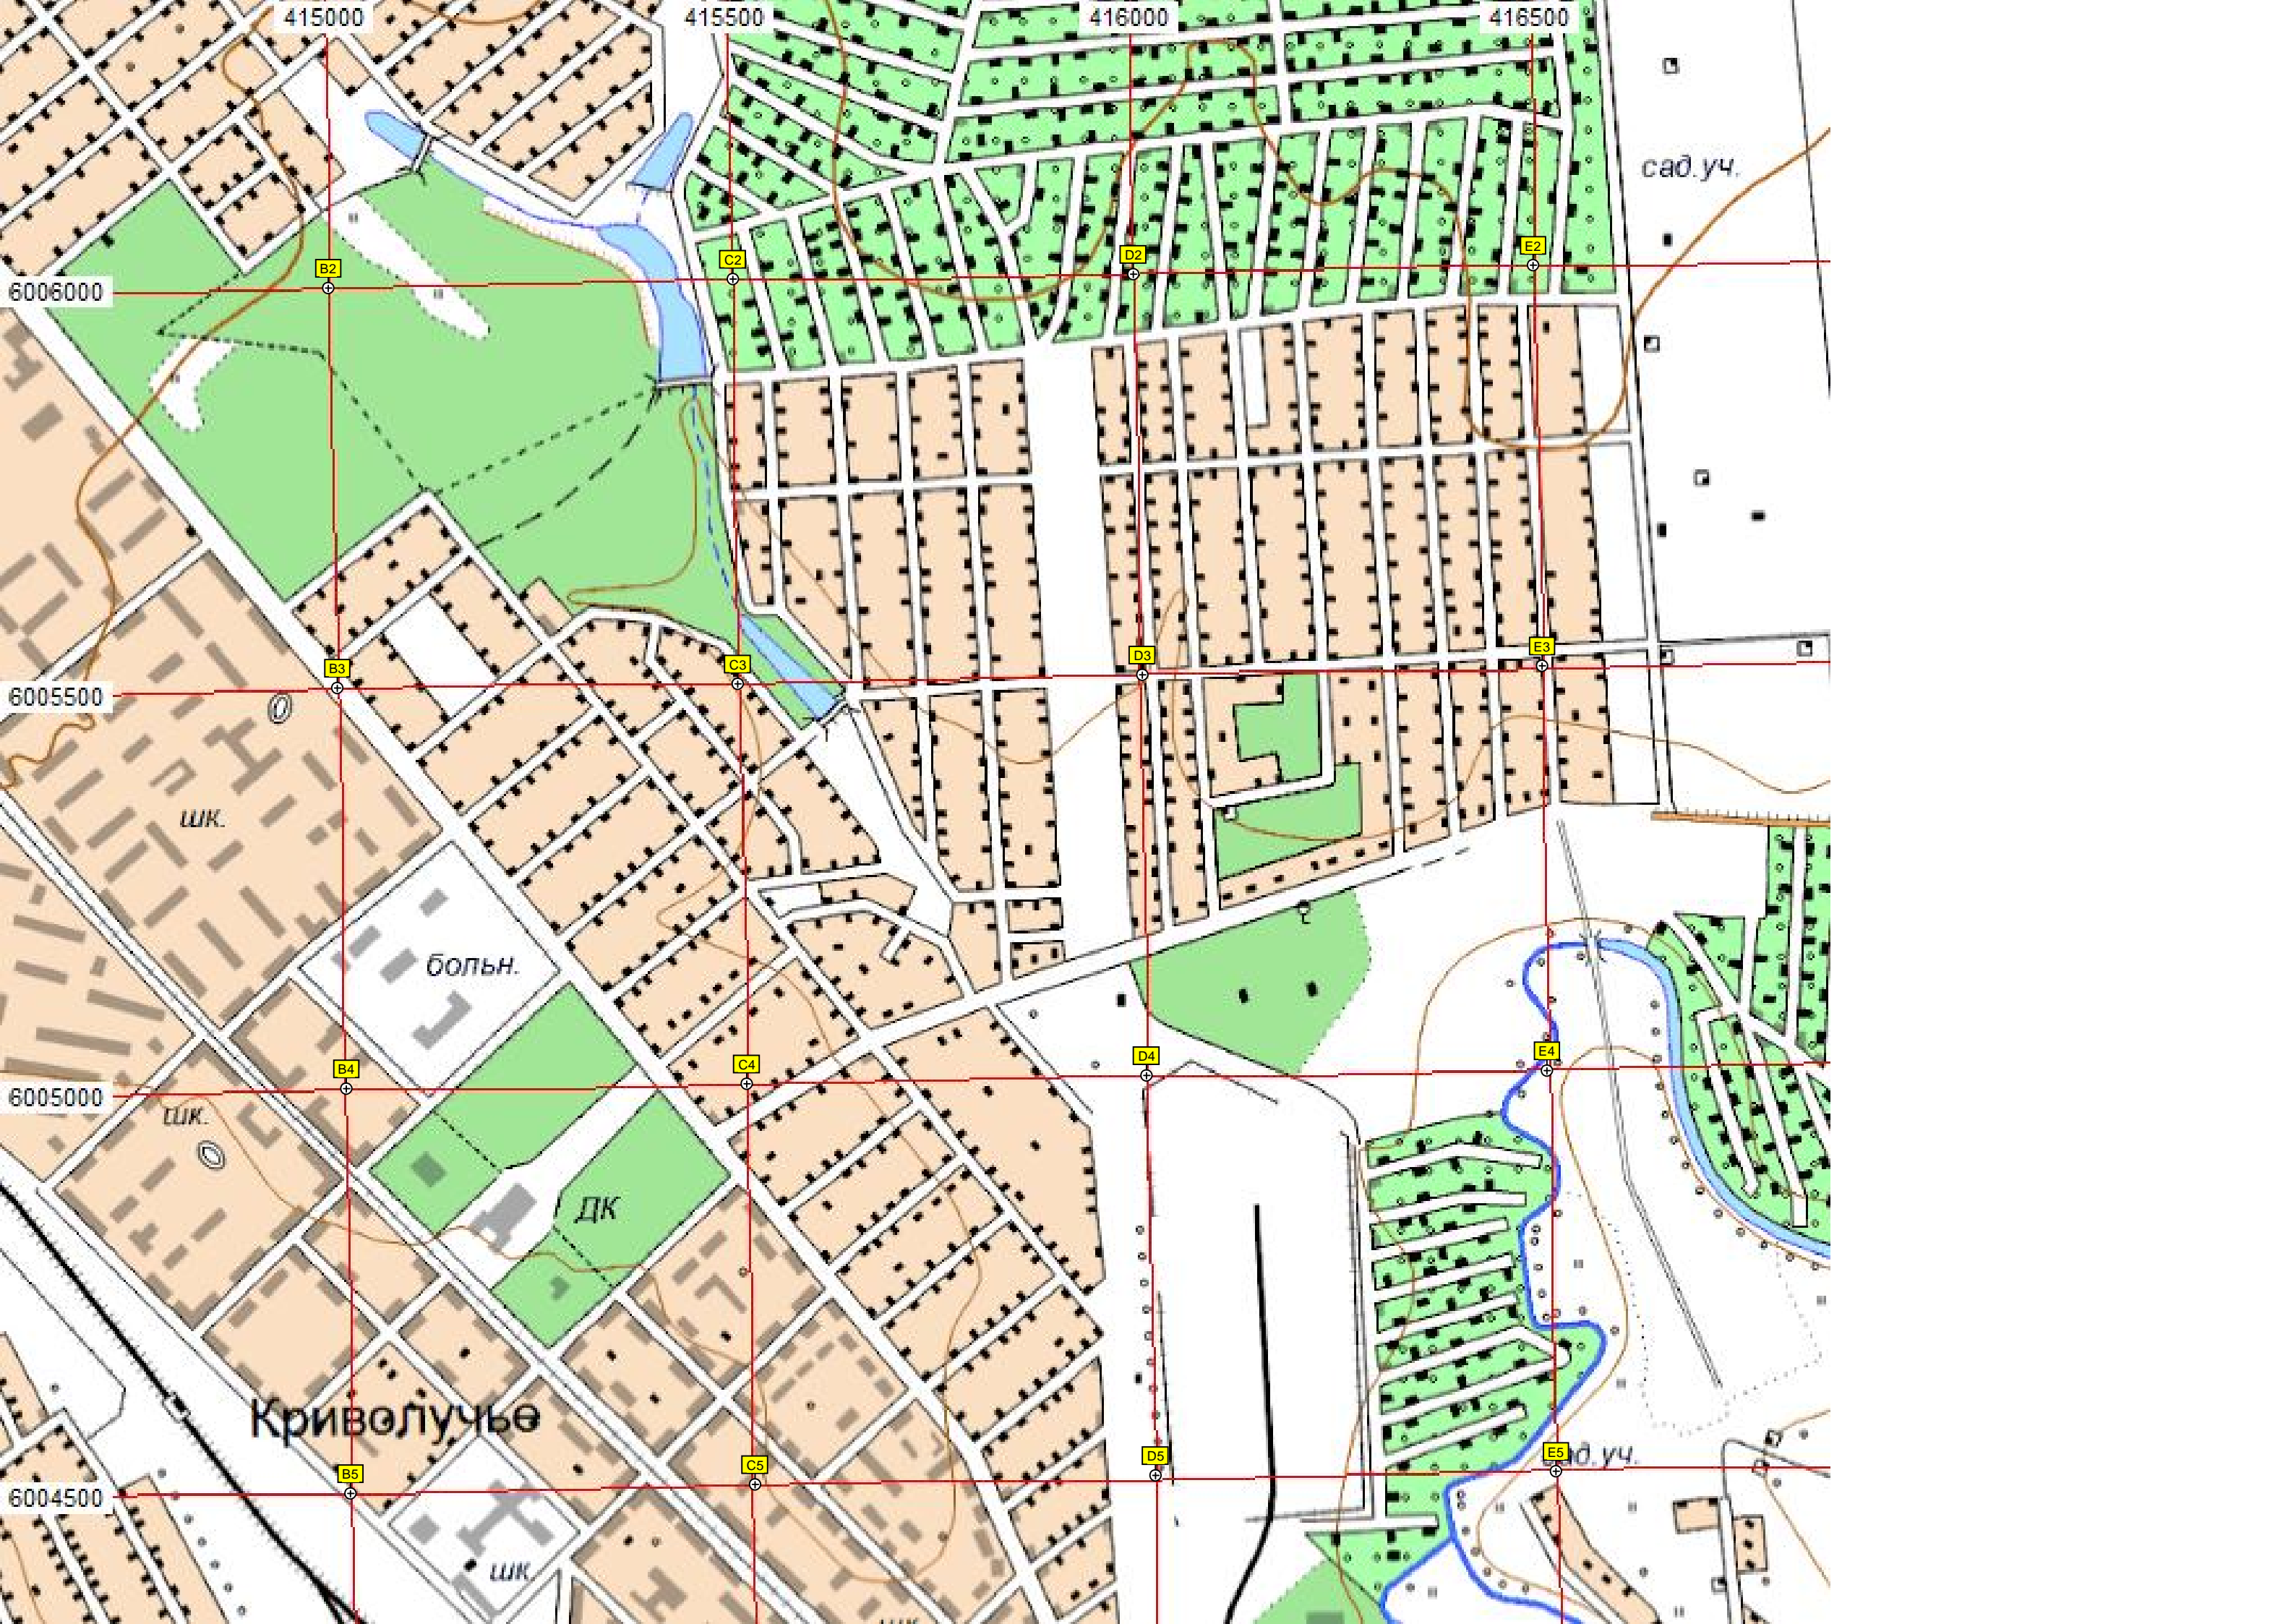 415000 415500 416000 416500
сад.уч.
B2 C2 D2 E2
6006000
B3 C3 D3 E3
6005500
шк.
больн.
B4 C4 D4 E4
6005000
шк.
ДК
Криволучье
B5 C5 D5 E5
сад.уч.
6004500
шк.
шк.